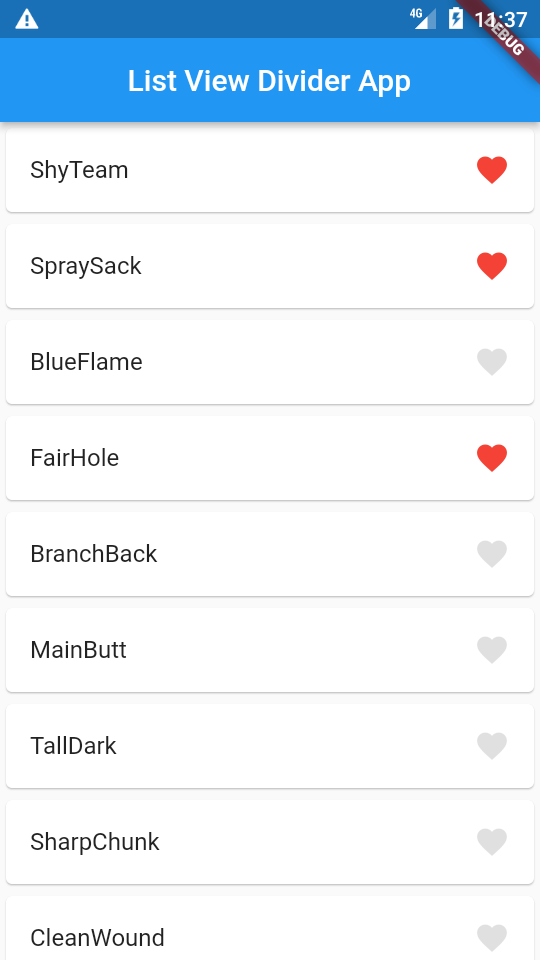 4G 11:37
DEBUG
List View Divider App
ShyTeam
SpraySack
BlueFlame
FairHole
BranchBack
MainButt
TallDark
SharpChunk
CleanWound